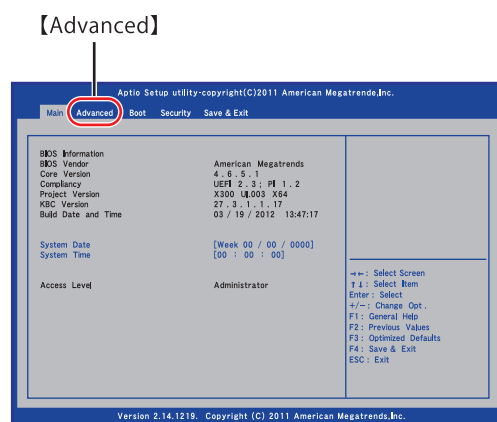 【Advanced】
Aptio Setup utility-copyright(C)2011 American Megatrende,Inc.
Main Advanced Boot Security Save & Exit
BIOS Information
BIOS Vendor American Megatrends
Core Version 4.6.5.1
Compliancy UEFI 2.3; PI 1.2
Project Version X300 UI.003 X64
KBC Version 27.3.1.1.17
Build Date and Time 03 / 19 / 2012 13:47:17
System Date [Week 00 / 00 / 0000]
System Time [00 : 00 : 00]
Access Level Administrator
→←: Select Screen
↑↓: Select Item
Enter: Select
+/−: Change Opt.
F1: General Help
F2: Previous Values
F3: Optimized Defaults
F4: Save & Exit
ESC: Exit
Version 2.14.1219. Copyright (C) 2011 American Megatrends,Inc.